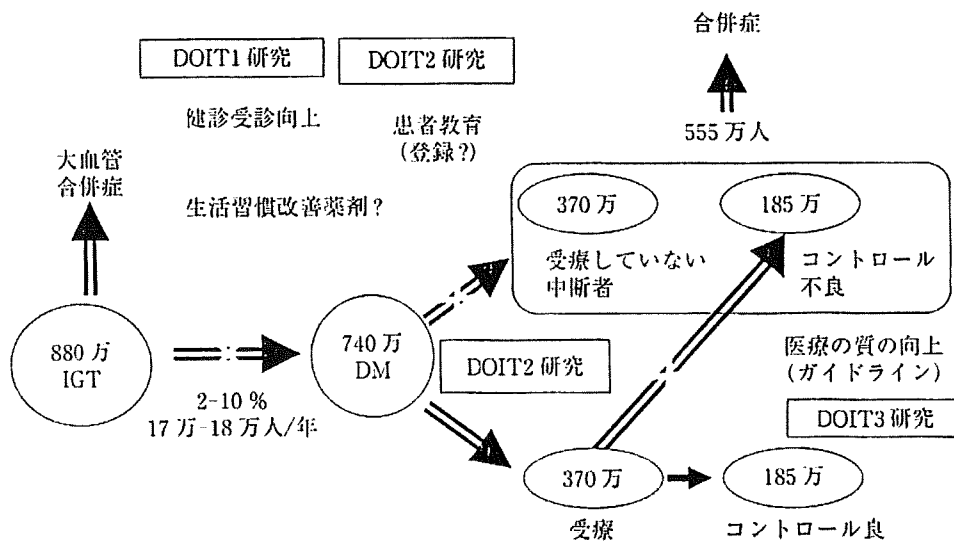 合併症
DOIT1 研究
DOIT2 研究
健診受診向上
患者教育
(登録?)
555 万人
大血管
合併症
生活習慣改善薬剤?
370 万
185 万
受療していない
中断者
コントロール
不良
880 万
IGT
740 万
DM
2-10 %
17 万-18 万人/年
DOIT2 研究
医療の質の向上
(ガイドライン)
DOIT3 研究
370 万
185 万
受療
コントロール良